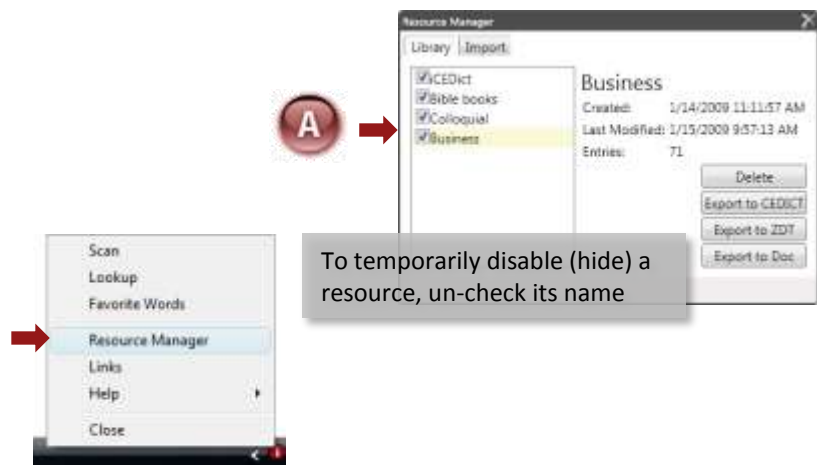 Resource Manager
Library
Import
CEDict
Bible books
Colloquial
Business
Business
Created: 1/14/2009 11:11:57 AM
Last Modified: 1/15/2009 9:57:13 AM
Entries: 71
Delete
Export to CEDICT
Export to ZDT
Export to Doc
A
To temporarily disable (hide) a
resource, un-check its name
Scan
Lookup
Favorite Words
Resource Manager
Links
Help
Close